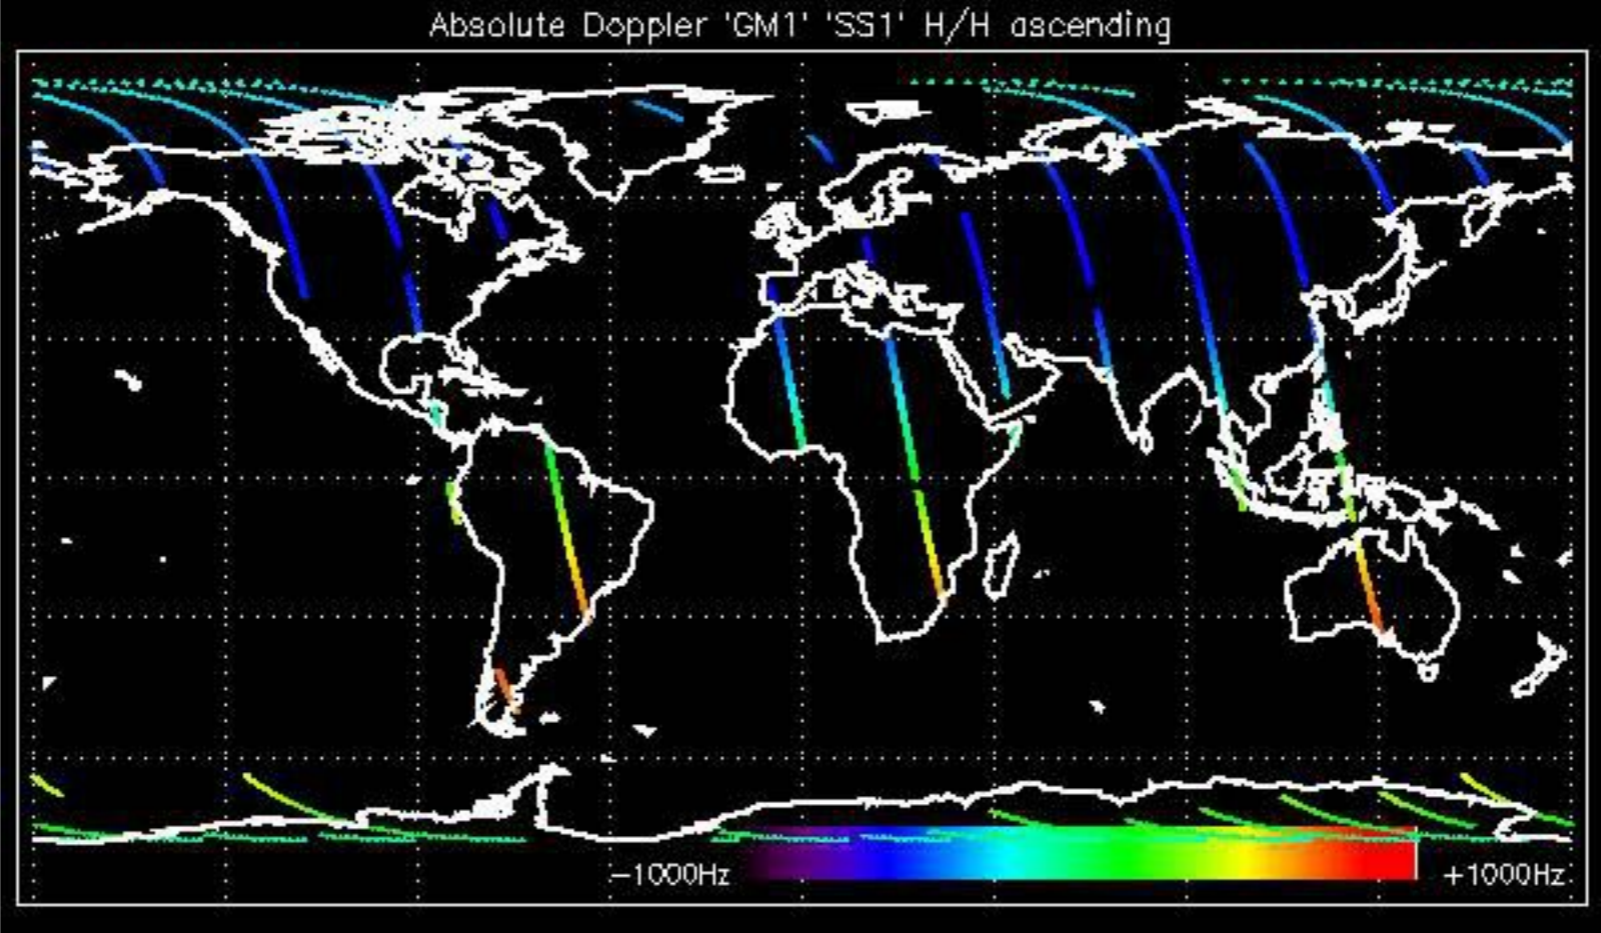 Absolute Doppler 'GM1' 'SS1' H/H ascending
−1000Hz +1000Hz